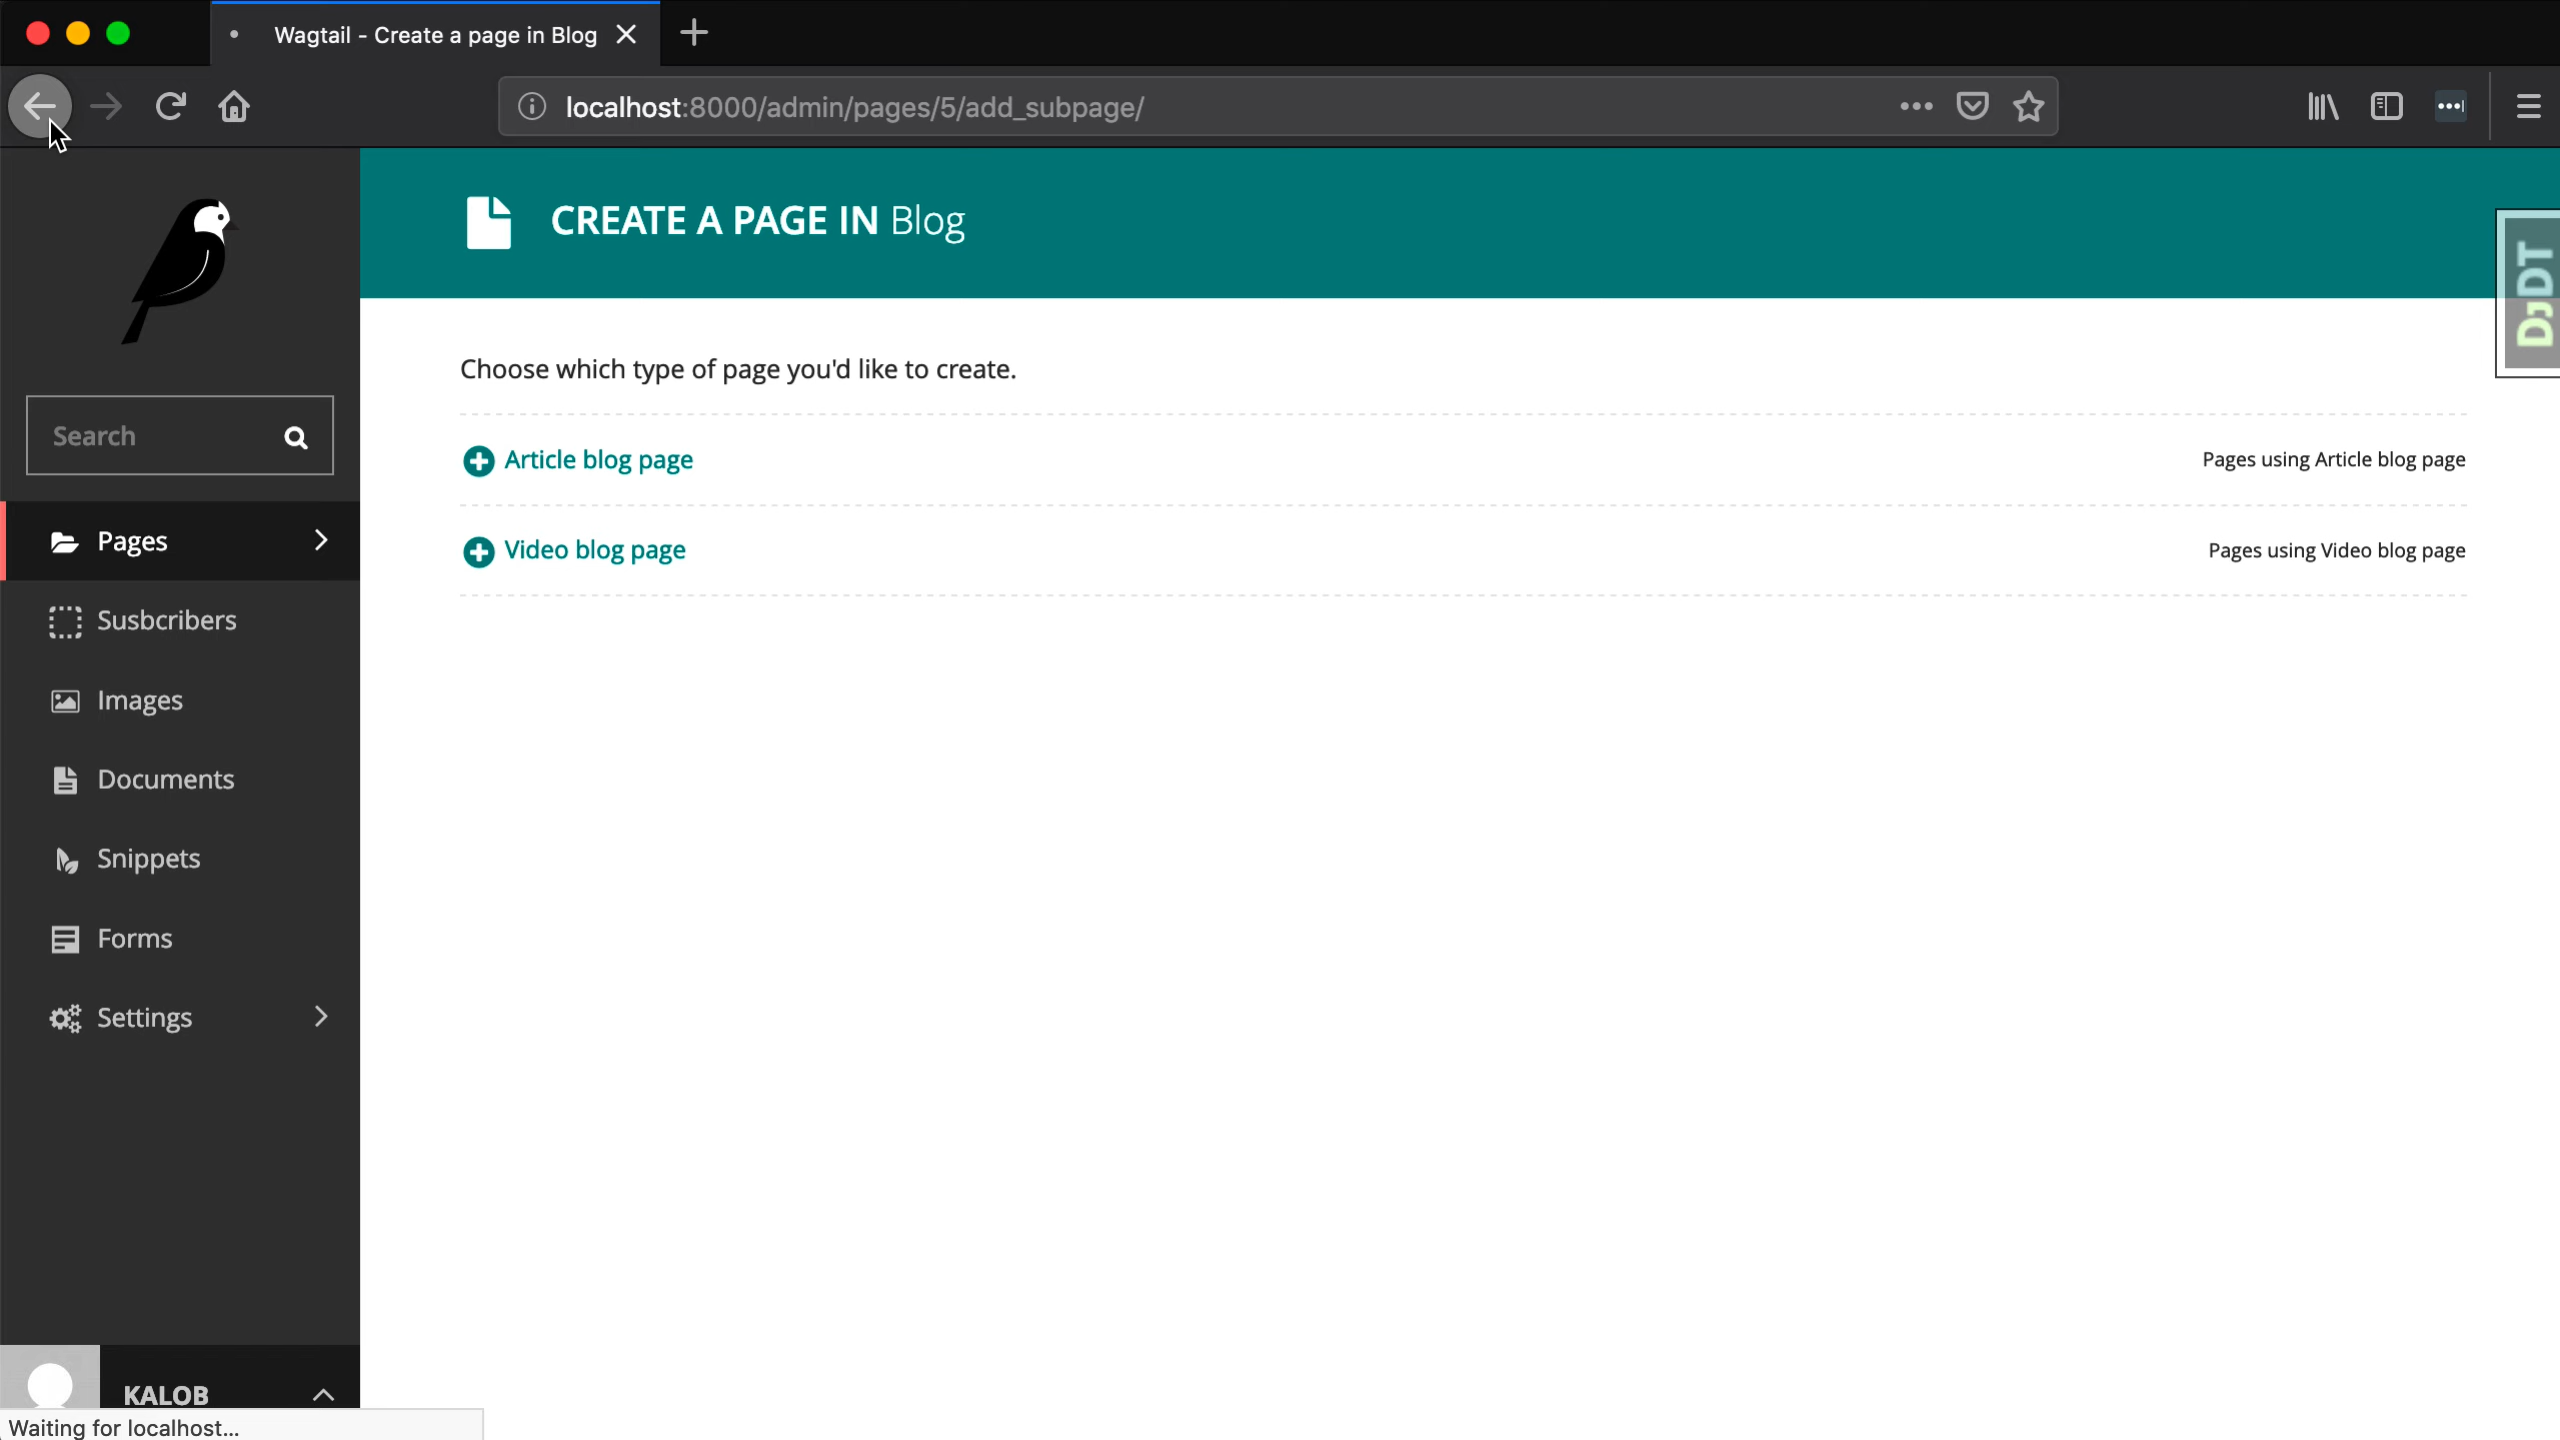 Wagtail - Create a page in Blog
localhost:8000/admin/pages/5/add_subpage/
CREATE A PAGE IN Blog
DJDT
Choose which type of page you'd like to create.
Search
Article blog page
Pages using Article blog page
Pages
Video blog page
Pages using Video blog page
Susbcribers
Images
Documents
Snippets
Forms
Settings
KALOB
Waiting for localhost...